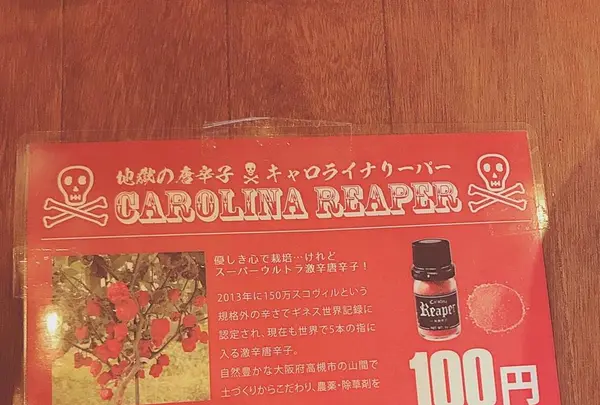 地獄の唐辛子 キャロライナリーパー
CAROLINA REAPER
優しき心で栽培…けれど
スーパーウルトラ激辛唐辛子！
2013年に150万スコヴィルという
規格外の辛さでギネス世界記録に
認定され、現在も世界で5本の指に
入る激辛唐辛子。
自然豊かな大阪府高槻市の山間で
土づくりからこだわり、農薬・除草剤を
Carolina
Reaper
100円